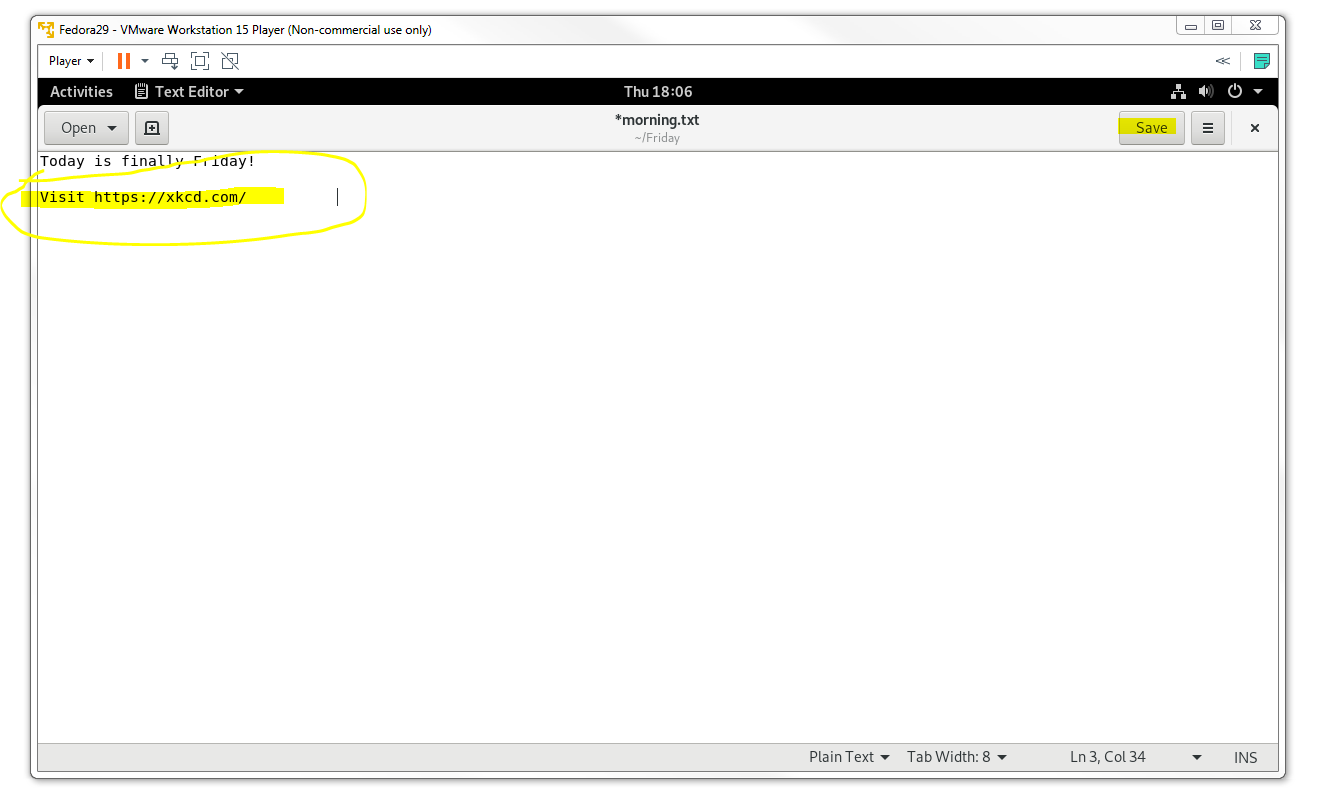 Fedora29 - VMware Workstation 15 Player (Non-commercial use only)
Player
Activities Text Editor Thu 18:06
Open *morning.txt Save
~/Friday
Today is finally Friday!
Visit https://xkcd.com/
Plain Text Tab Width: 8 Ln 3, Col 34 INS